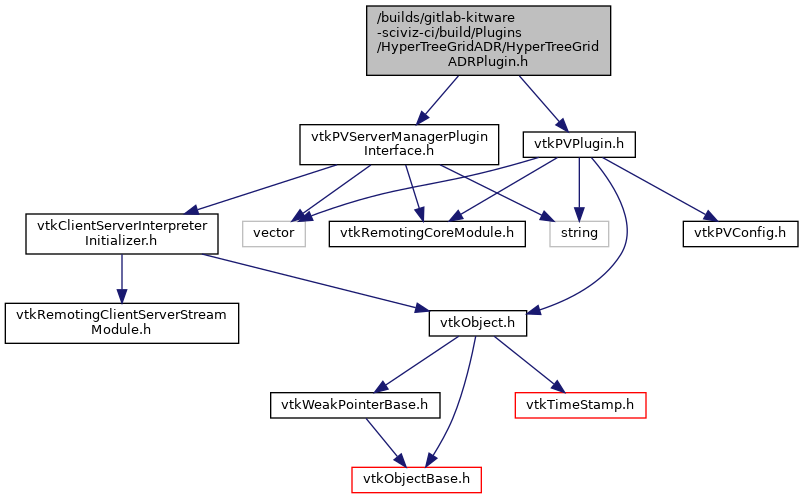 /builds/gitlab-kitware
-sciviz-ci/build/Plugins
/HyperTreeGridADR/HyperTreeGrid
ADRPlugin.h
vtkPVServerManagerPlugin
Interface.h
vtkPVPlugin.h
vtkClientServerInterpreter
Initializer.h
vector
vtkRemotingCoreModule.h
string
vtkPVConfig.h
vtkRemotingClientServerStream
Module.h
vtkObject.h
vtkWeakPointerBase.h
vtkTimeStamp.h
vtkObjectBase.h